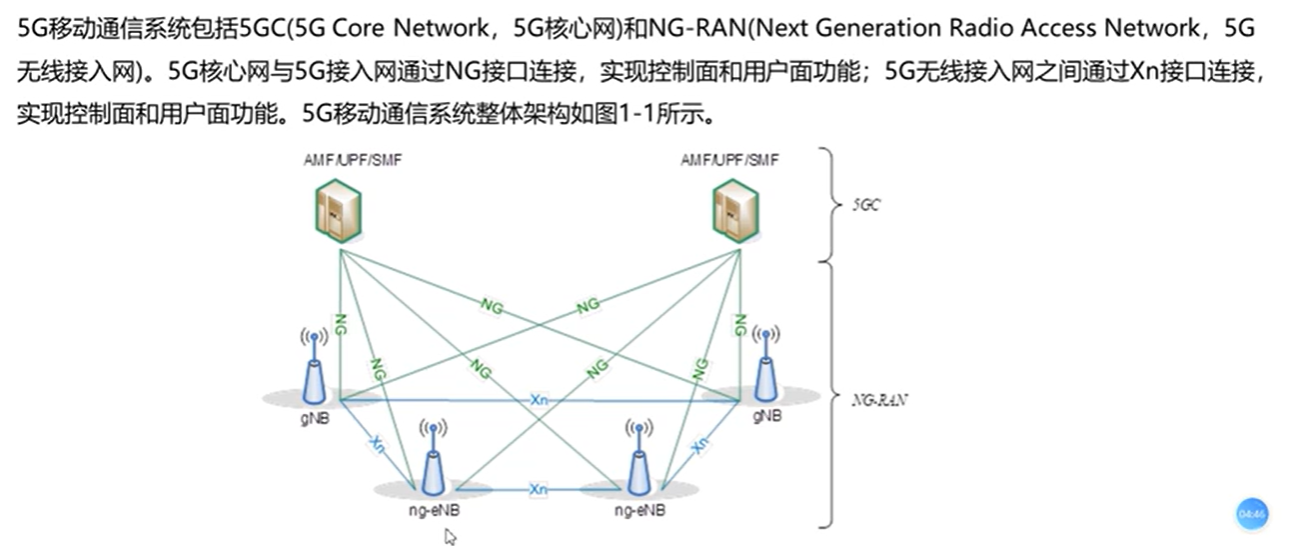 5G移动通信系统包括5GC(5G Core Network，5G核心网)和NG-RAN(Next Generation Radio Access Network，5G
无线接入网)。5G核心网与5G接入网通过NG接口连接，实现控制面和用户面功能；5G无线接入网之间通过Xn接口连接，
实现控制面和用户面功能。5G移动通信系统整体架构如图1-1所示。
AMF/UPF/SMF
AMF/UPF/SMF
5GC
NG
NG
NG
NG
NG
NG
NG
NG
Xn
NG-RAN
gNB
gNB
Xn
Xn
Xn
ng-eNB
ng-eNB
04:46